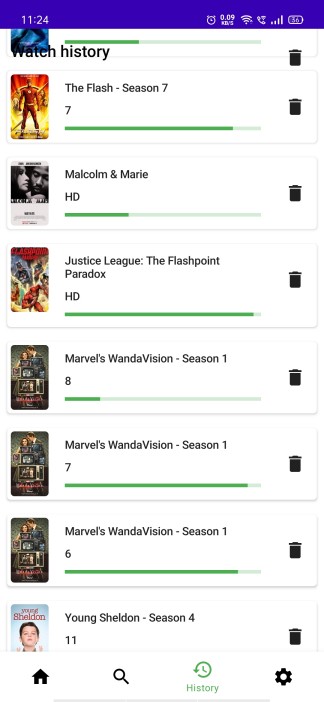 11:24
0.09
KB/S
56
Watch history
The Flash - Season 7
7
Malcolm & Marie
HD
Justice League: The Flashpoint
Paradox
HD
Marvel's WandaVision - Season 1
8
Marvel's WandaVision - Season 1
7
Marvel's WandaVision - Season 1
6
young
Sheldon
Young Sheldon - Season 4
11
History